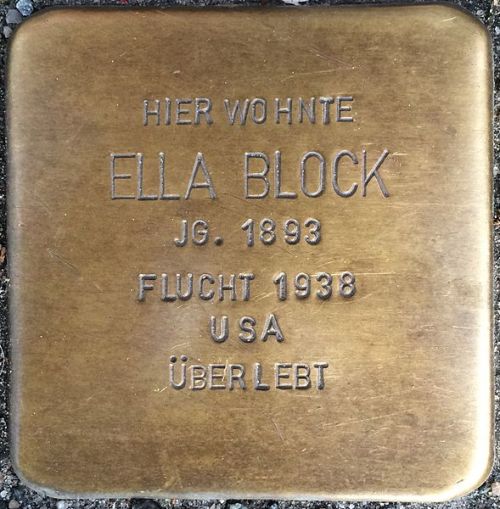 HIER WOHNTE
ELLA BLOCK
JG. 1893
FLUCHT 1938
USA
ÜBERLEBT